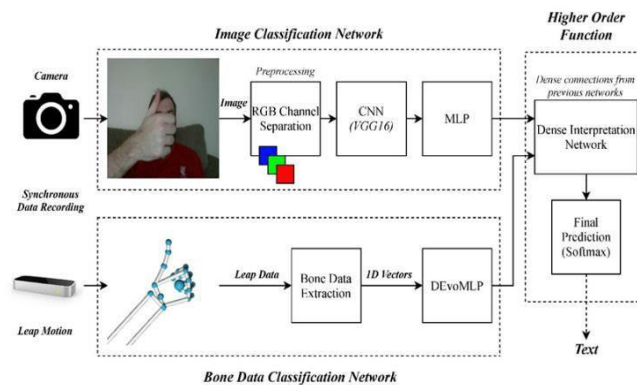 Image Classification Network
Higher Order
Function
Camera
Image
Preprocessing
RGB Channel
Separation
CNN
(VGG16)
MLP
Dense connections from
previous networks
Dense Interpretation
Network
Final
Prediction
(Softmax)
Text
Synchronous
Data Recording
Leap Motion
Leap Data
Bone Data
Extraction
1D Vectors
DEvoMLP
Bone Data Classification Network